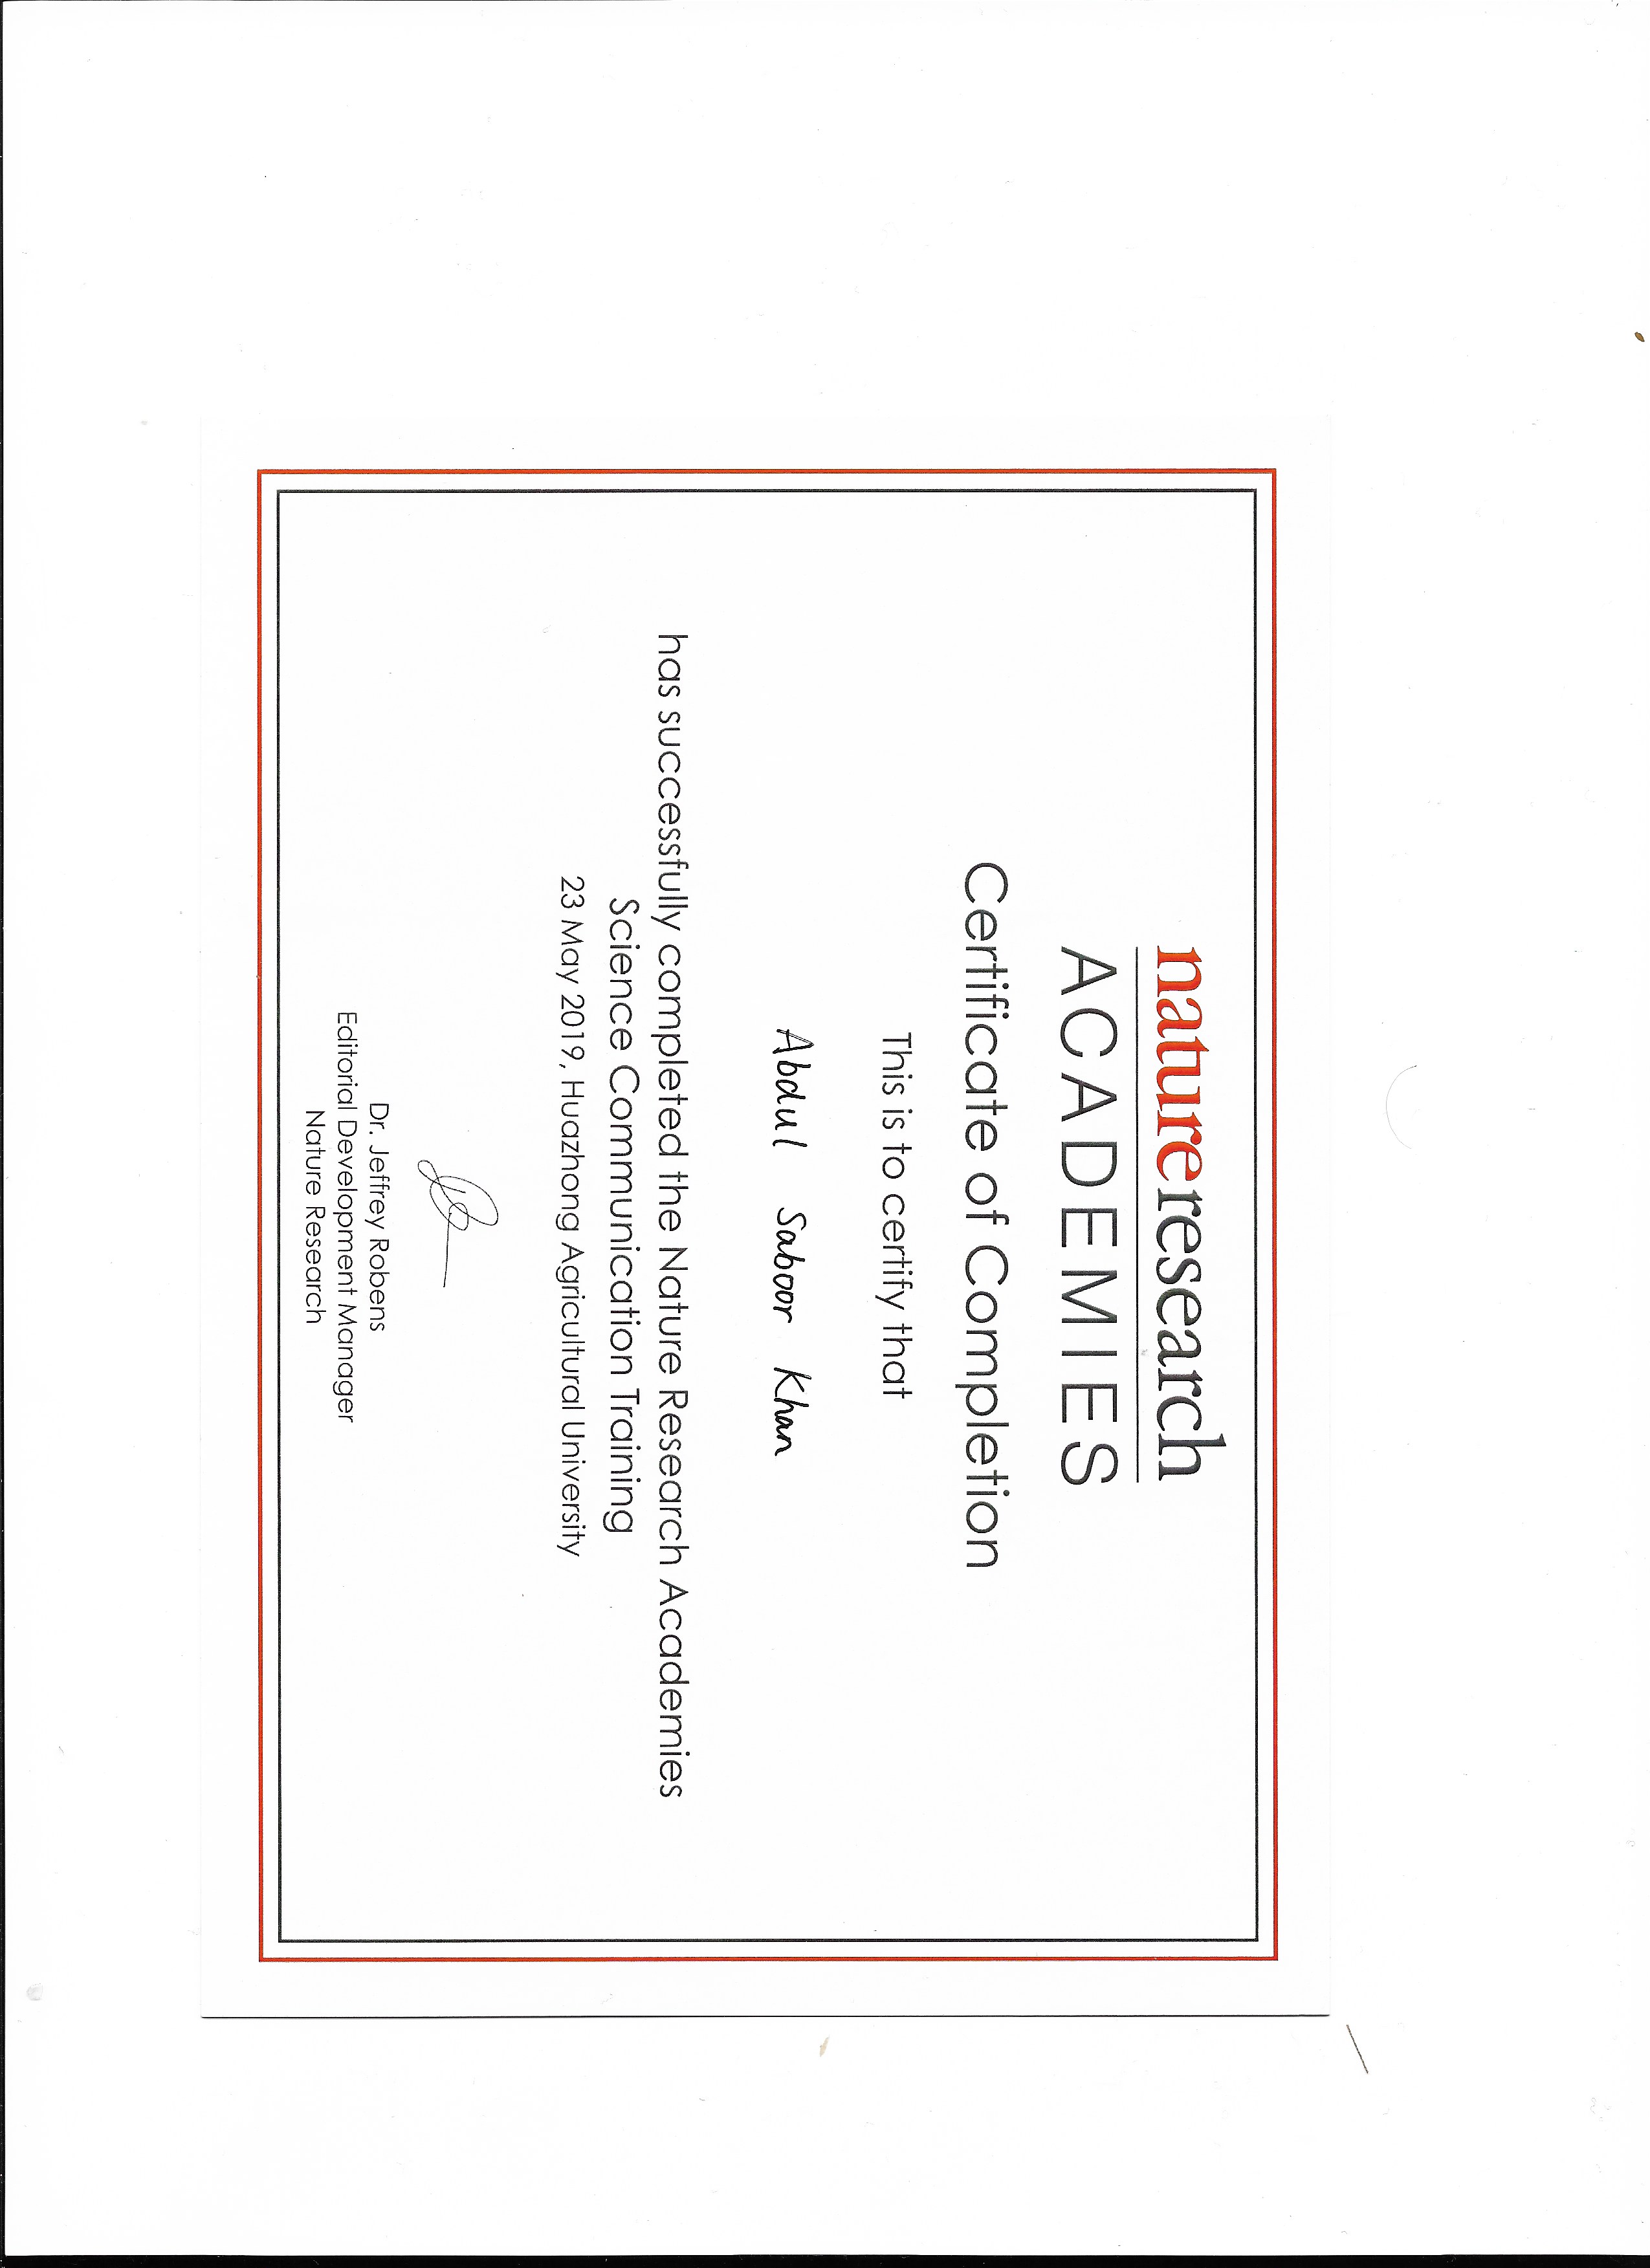 natureresearch
ACADEMIES
Certificate of Completion
This is to certify that
Abdul Saboor Khan
has successfully completed the Nature Research Academies
Science Communication Training
23 May 2019, Huazhong Agricultural University
Dr. Jeffrey Robens
Editorial Development Manager
Nature Research